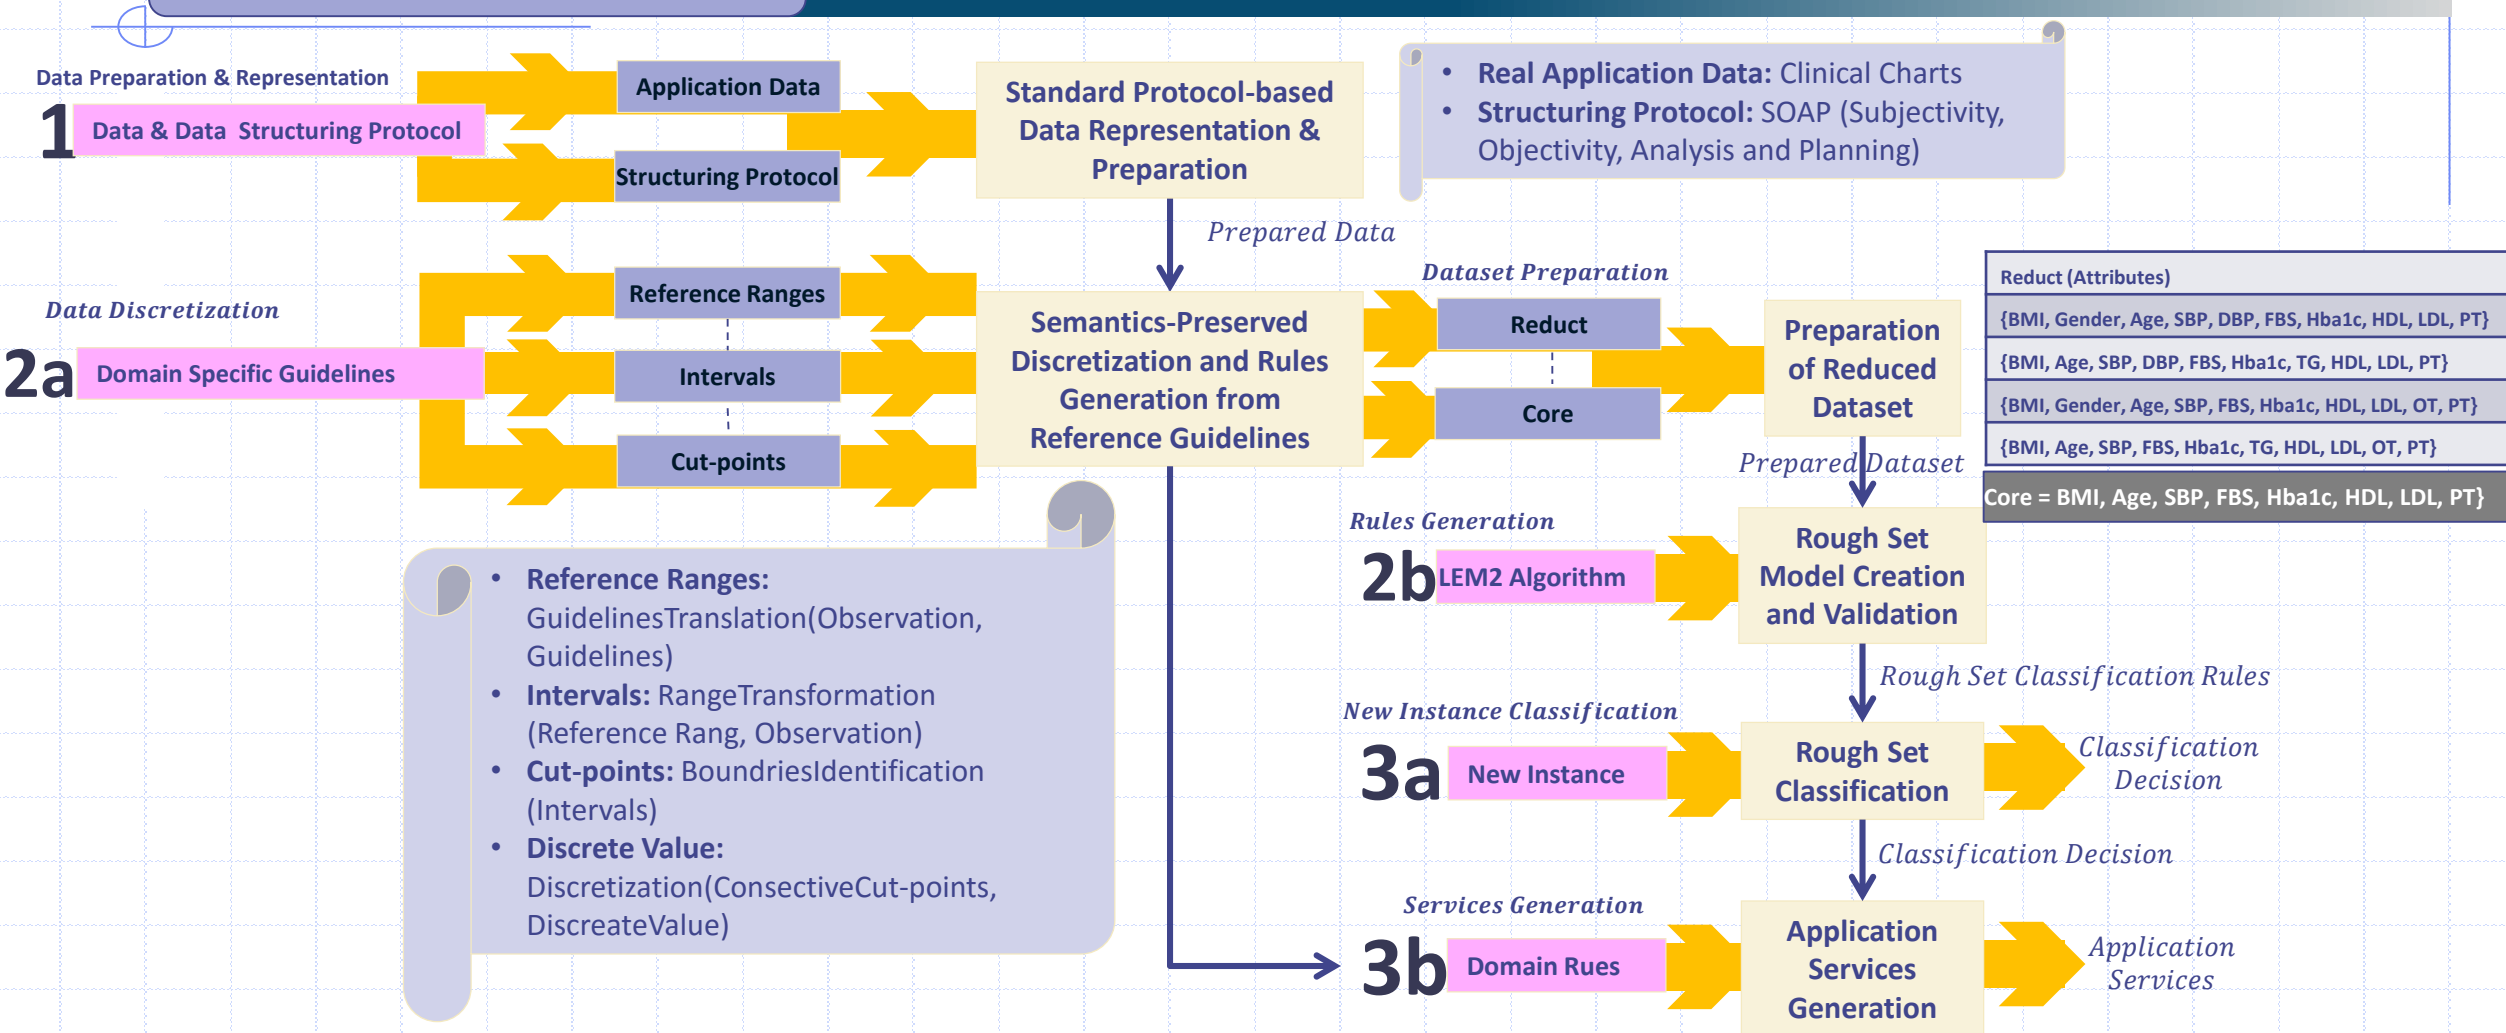 Data Preparation & Representation
1
Data & Data  Structuring Protocol
Application Data
Structuring Protocol
Standard Protocol-based
Data Representation &
Preparation
• Real Application Data: Clinical Charts
• Structuring Protocol: SOAP (Subjectivity,
Objectivity, Analysis and Planning)
Prepared Data
Data Discretization
2a
Domain Specific Guidelines
Reference Ranges
Intervals
Cut-points
Semantics-Preserved
Discretization and Rules
Generation from
Reference Guidelines
Dataset Preparation
Reduct
Core
Preparation
of Reduced
Dataset
Reduct (Attributes)
{BMI, Gender, Age, SBP, DBP, FBS, Hba1c, HDL, LDL, PT}
{BMI, Age, SBP, DBP, FBS, Hba1c, TG, HDL, LDL, PT}
{BMI, Gender, Age, SBP, FBS, Hba1c, HDL, LDL, OT, PT}
{BMI, Age, SBP, FBS, Hba1c, TG, HDL, LDL, OT, PT}
Core = BMI, Age, SBP, FBS, Hba1c, HDL, LDL, PT}
Prepared Dataset
Rules Generation
2b
LEM2 Algorithm
Rough Set
Model Creation
and Validation
• Reference Ranges:
GuidelinesTranslation(Observation,
Guidelines)
• Intervals: RangeTransformation
(Reference Rang, Observation)
• Cut-points: BoundriesIdentification
(Intervals)
• Discrete Value:
Discretization(ConsectiveCut-points,
DiscreateValue)
Rough Set Classification Rules
New Instance Classification
3a
New Instance
Rough Set
Classification
Classification
Decision
Classification Decision
Services Generation
3b
Domain Rues
Application
Services
Generation
Application
Services